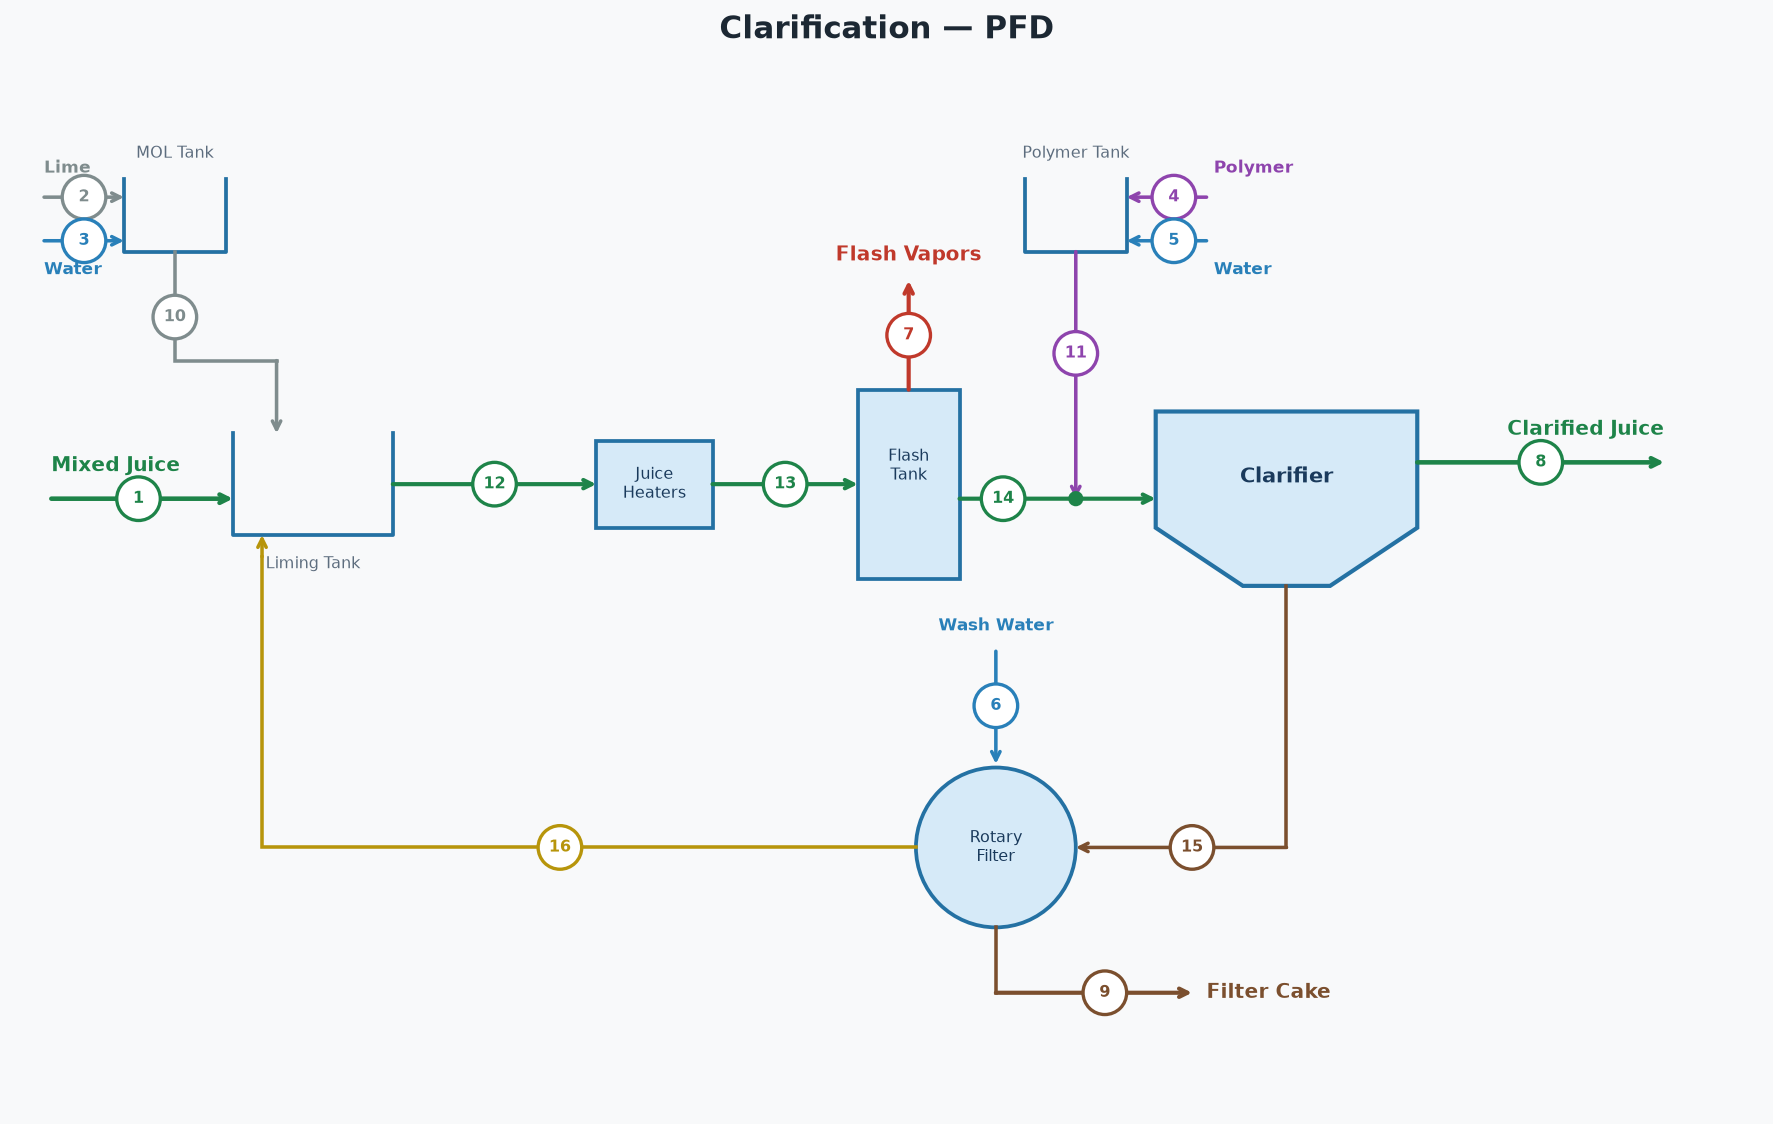 Clarification — PFD
MOL Tank
Polymer Tank
Lime
Polymer
2
4
3
5
Water
Water
Flash Vapors
10
7
11
Mixed Juice
1
Liming Tank
12
Juice
Heaters
13
Flash
Tank
14
Clarifier
Clarified Juice
8
Wash Water
6
16
Rotary
Filter
15
9
Filter Cake